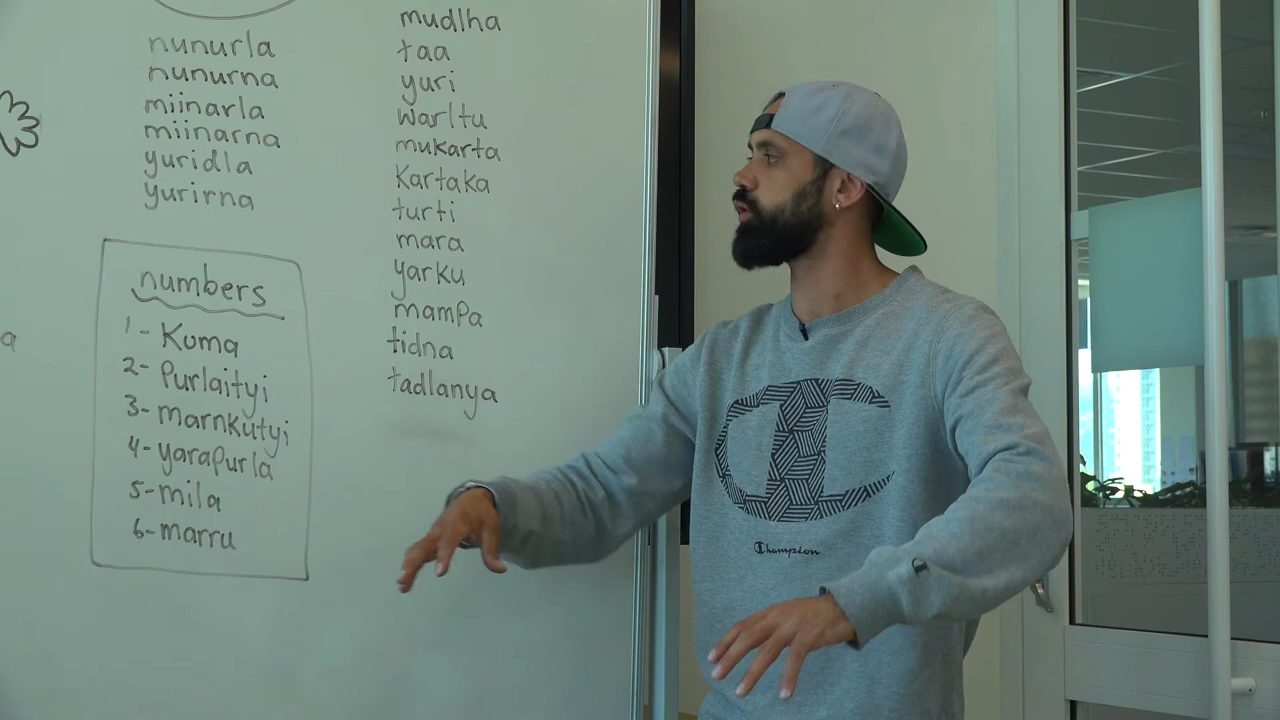 nunurla
nunurna
miinarla
miinarna
yuridla
yurirna
numbers
1- Kuma
2- Purlaityi
3- marnkutyi
4- yarapurla
5- mila
6- marru
mudlha
taa
yuri
warltu
mukarta
Kartaka
turti
mara
yarku
mampa
tidna
tadlanya
a
Champion